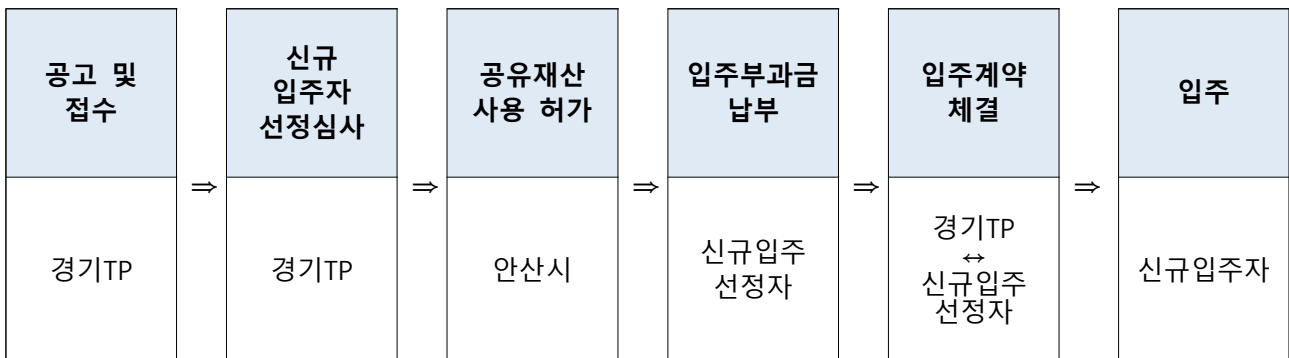 공고 및
접수
신규
입주자
선정심사
공유재산
사용 허가
입주부과금
납부
입주계약
체결
입주
⇒
⇒
⇒
⇒
⇒
경기TP
경기TP
안산시
신규입주
선정자
경기TP
↔
신규입주
선정자
신규입주자